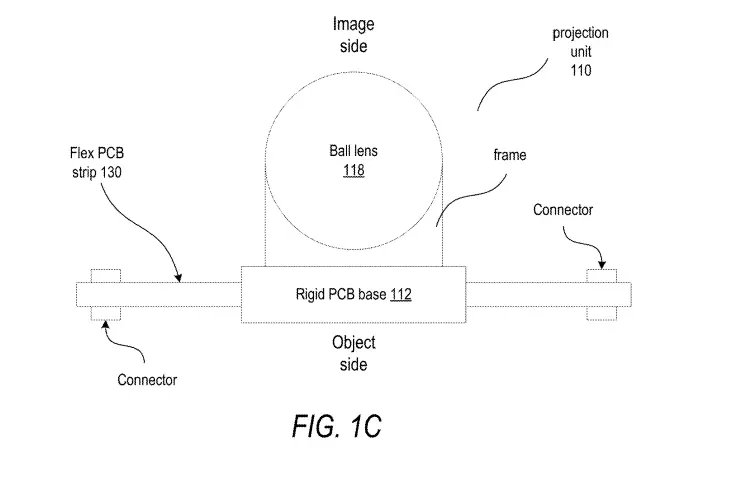 Image
side
projection
unit
110
Ball lens
118
Flex PCB
strip 130
frame
Connector
Rigid PCB base 112
Object
side
Connector
FIG. 1C